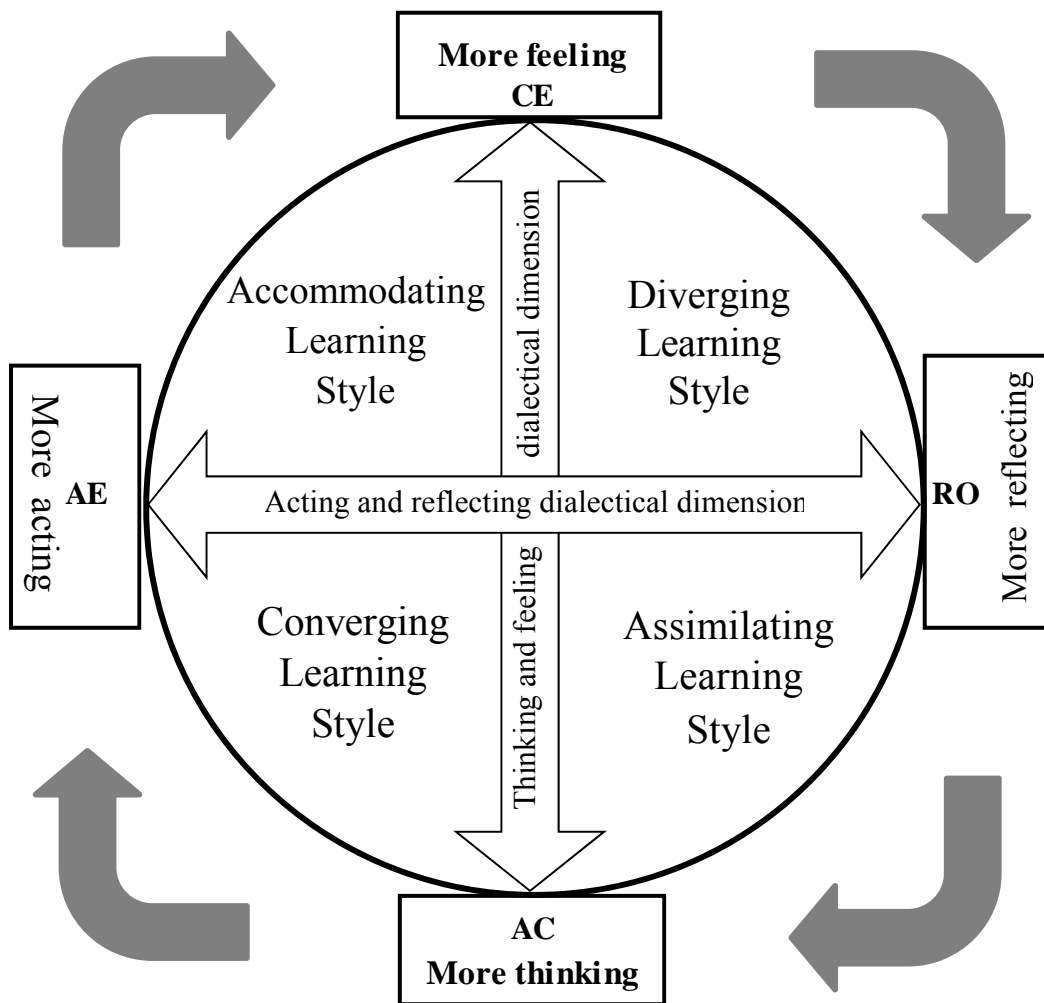 More feeling
CE
Accommodating
Learning
Style
dialectical dimension
Diverging
Learning
Style
More acting
AE
Acting and reflecting dialectical dimension
RO
More reflecting
Converging
Learning
Style
Thinking and feeling
Assimilating
Learning
Style
AC
More thinking